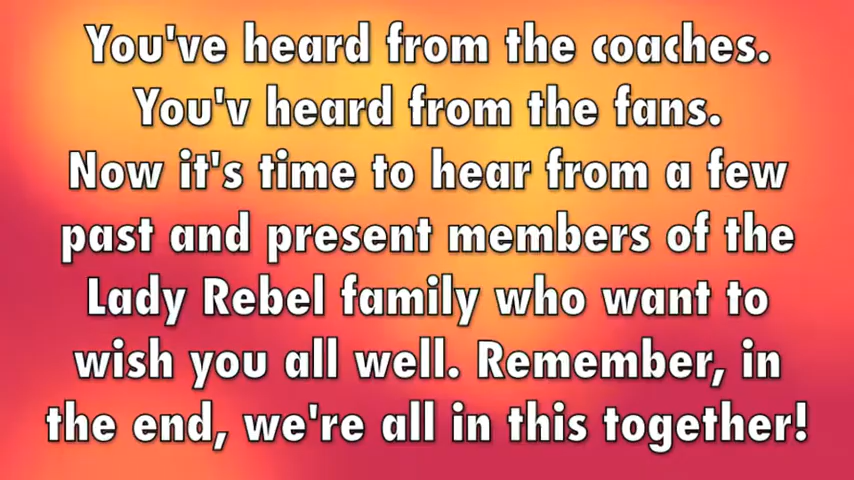 You've heard from the coaches.
You'v heard from the fans.
Now it's time to hear from a few
past and present members of the
Lady Rebel family who want to
wish you all well. Remember, in
the end, we're all in this together!